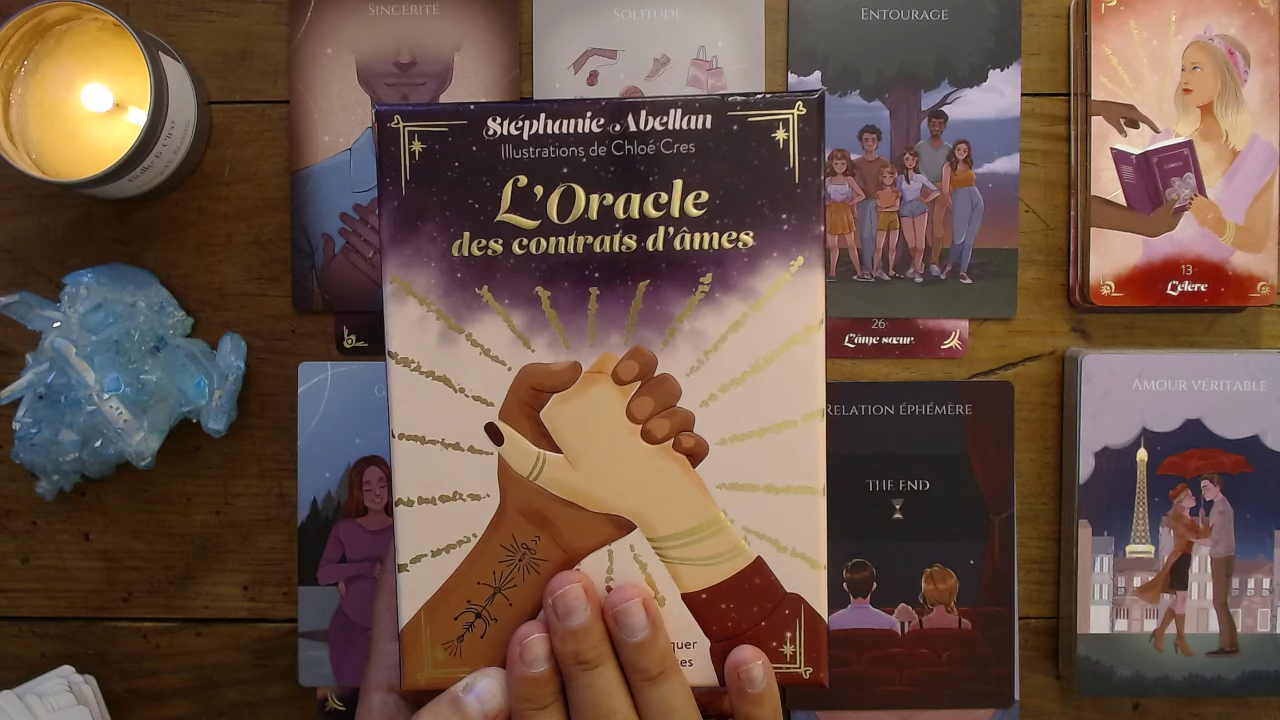 SINCÉRITÉ
SOLITUDE
ENTOURAGE
Stéphanie Abellan
Illustrations de Chloé Cres
L'Oracle
des contrats d'âmes
13
L'élève
26
L'âme sœur
RELATION ÉPHÉMÈRE
THE END
AMOUR VÉRITABLE